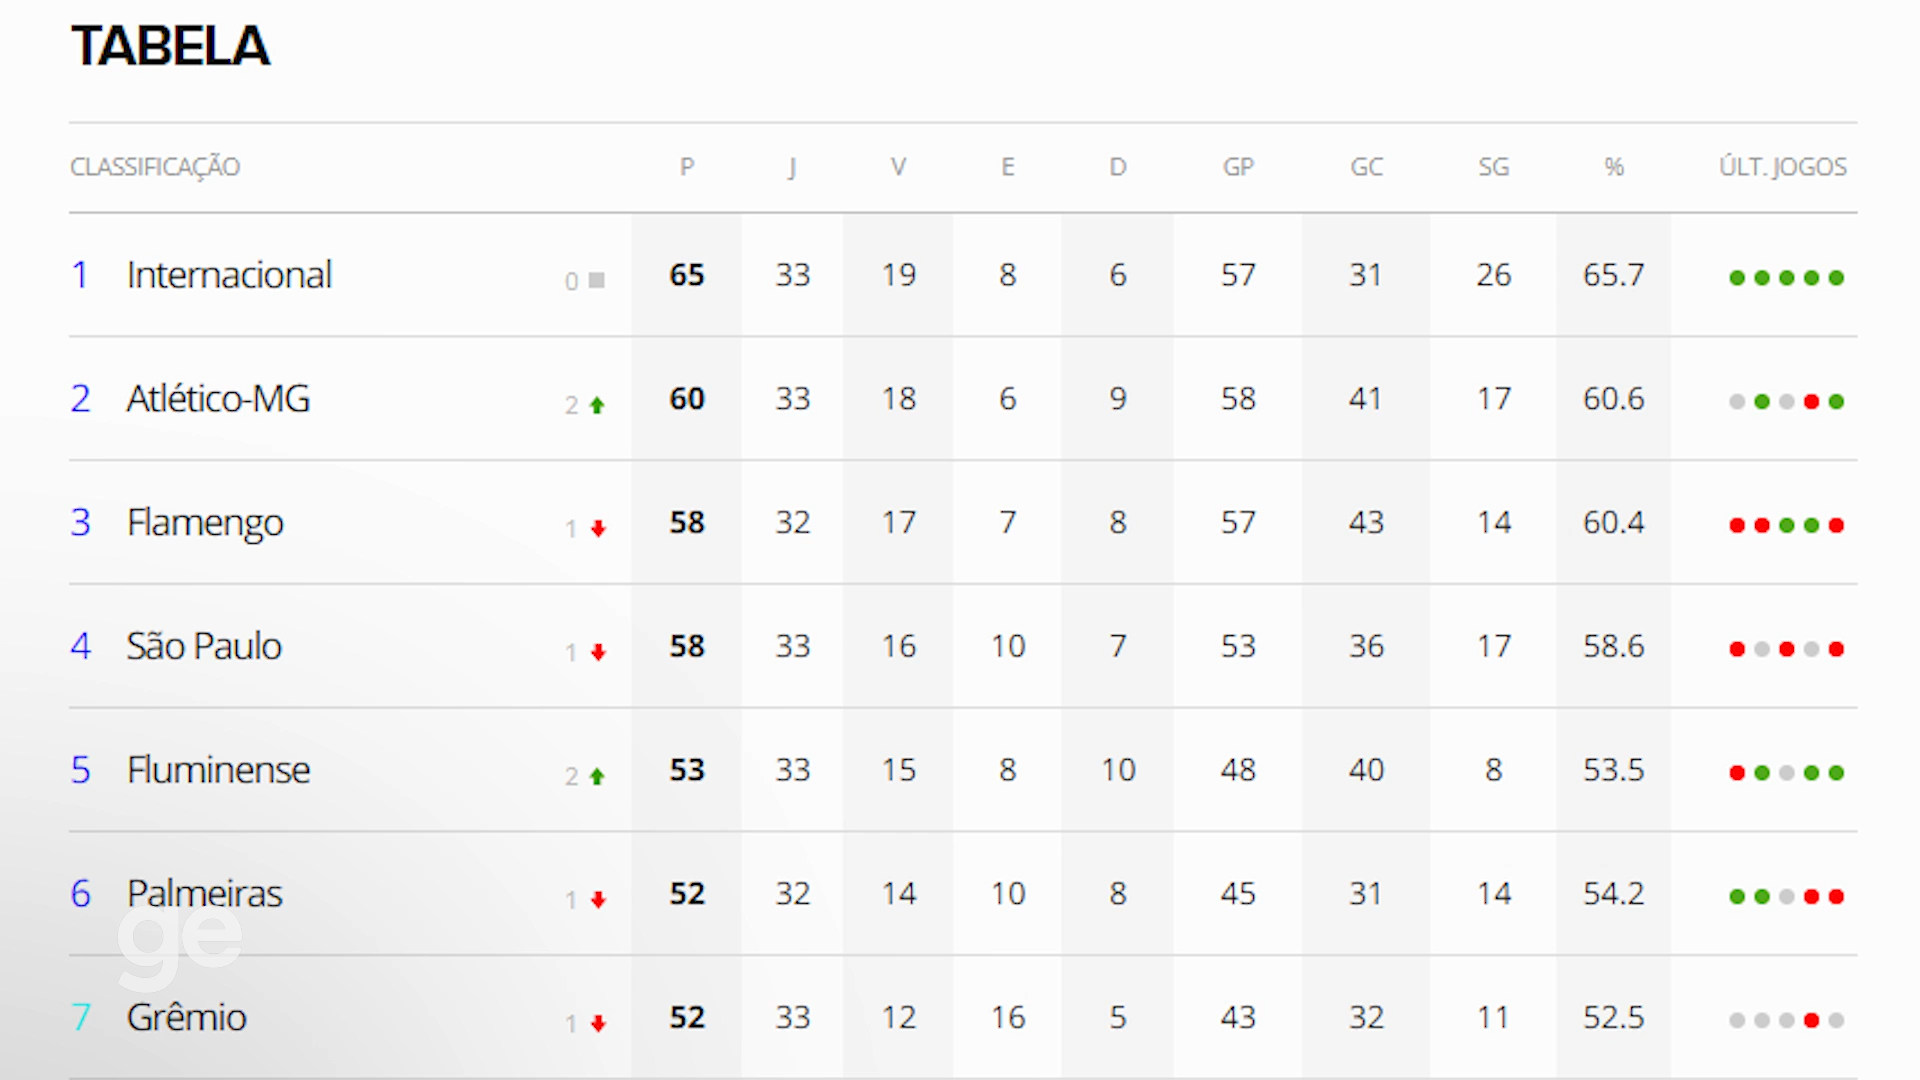 TABELA
CLASSIFICAÇÃO P J V E D GP GC SG % ÚLT. JOGOS
1 Internacional 0 65 33 19 8 6 57 31 26 65.7
2 Atlético-MG 2 60 33 18 6 9 58 41 17 60.6
3 Flamengo 1 58 32 17 7 8 57 43 14 60.4
4 São Paulo 1 58 33 16 10 7 53 36 17 58.6
5 Fluminense 2 53 33 15 8 10 48 40 8 53.5
6 Palmeiras 1 52 32 14 10 8 45 31 14 54.2
ge
7 Grêmio 1 52 33 12 16 5 43 32 11 52.5